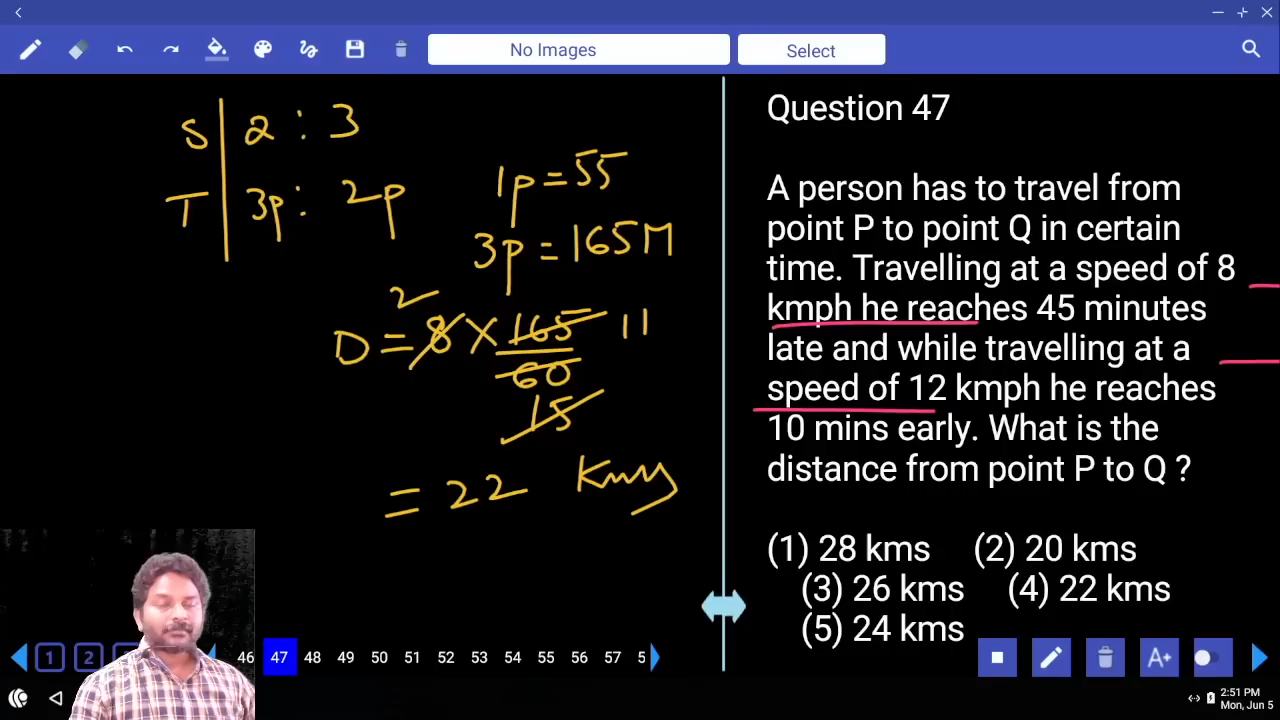 No Images
Select
S | 2 : 3
T | 3p : 2p
1p = 55
3p = 165M
2
D = 8 × 165 11
60
15
= 22 Kms
Question 47
A person has to travel from
point P to point Q in certain
time. Travelling at a speed of 8
kmph he reaches 45 minutes
late and while travelling at a
speed of 12 kmph he reaches
10 mins early. What is the
distance from point P to Q ?
(1) 28 kms (2) 20 kms
(3) 26 kms (4) 22 kms
(5) 24 kms
1 2 46 47 48 49 50 51 52 53 54 55 56 57 5
A+
2:51 PM
Mon, Jun 5